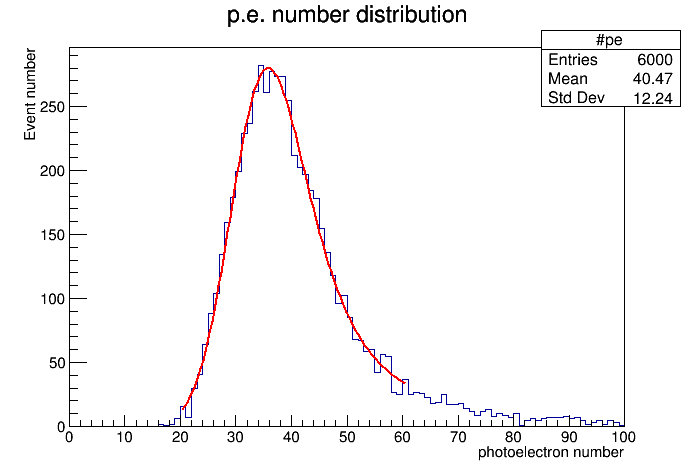 p.e. number distribution
#pe
Entries 6000
Mean 40.47
Std Dev 12.24
Event number
250
200
150
100
50
0
0 10 20 30 40 50 60 70 80 90 100
photoelectron number